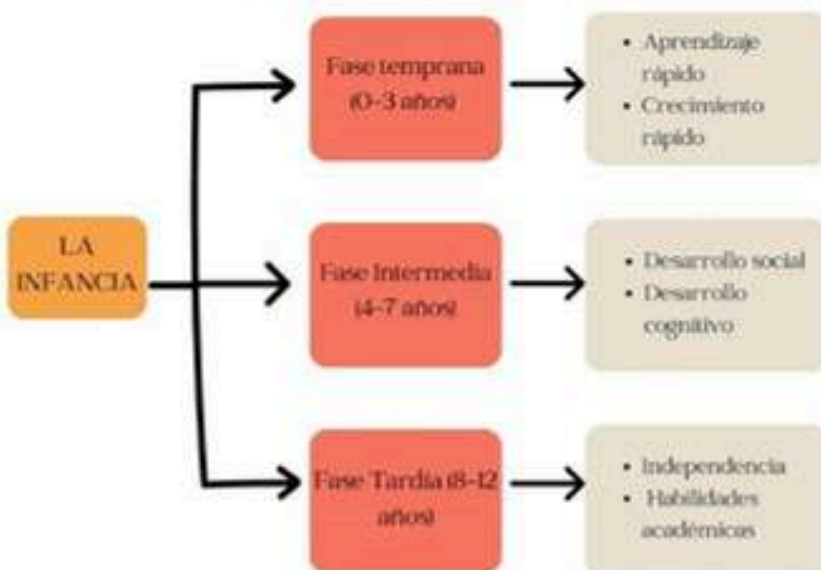 LA
INFANCIA
Fase temprana
(0-3 años)
• Aprendizaje
rápido
• Crecimiento
rápido
Fase Intermedia
(4-7 años)
• Desarrollo social
• Desarrollo
cognitivo
Fase Tardía (8-12
años)
• Independencia
• Habilidades
académicas